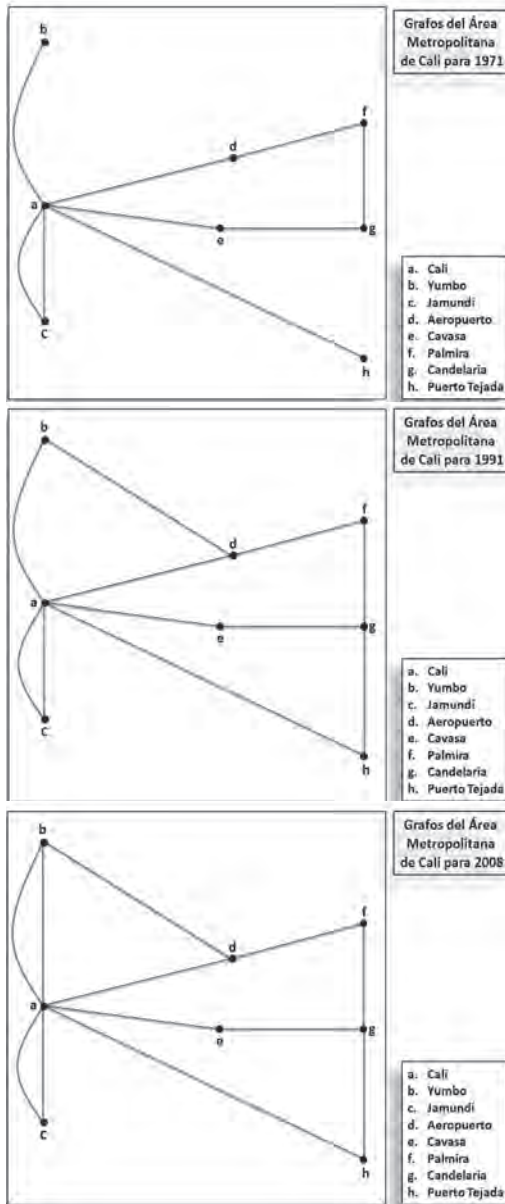 Grafos del Área
Metropolitana
de Cali para 1971
b
f
d
a
e
g
c
h
a. Cali
b. Yumbo
c. Jamundí
d. Aeropuerto
e. Cavasa
f. Palmira
g. Candelaria
h. Puerto Tejada
Grafos del Área
Metropolitana
de Cali para 1991
b
f
d
a
e
g
c
h
a. Cali
b. Yumbo
c. Jamundí
d. Aeropuerto
e. Cavasa
f. Palmira
g. Candelaria
h. Puerto Tejada
Grafos del Área
Metropolitana
de Cali para 2008
b
f
d
a
e
g
c
h
a. Cali
b. Yumbo
c. Jamundí
d. Aeropuerto
e. Cavasa
f. Palmira
g. Candelaria
h. Puerto Tejada